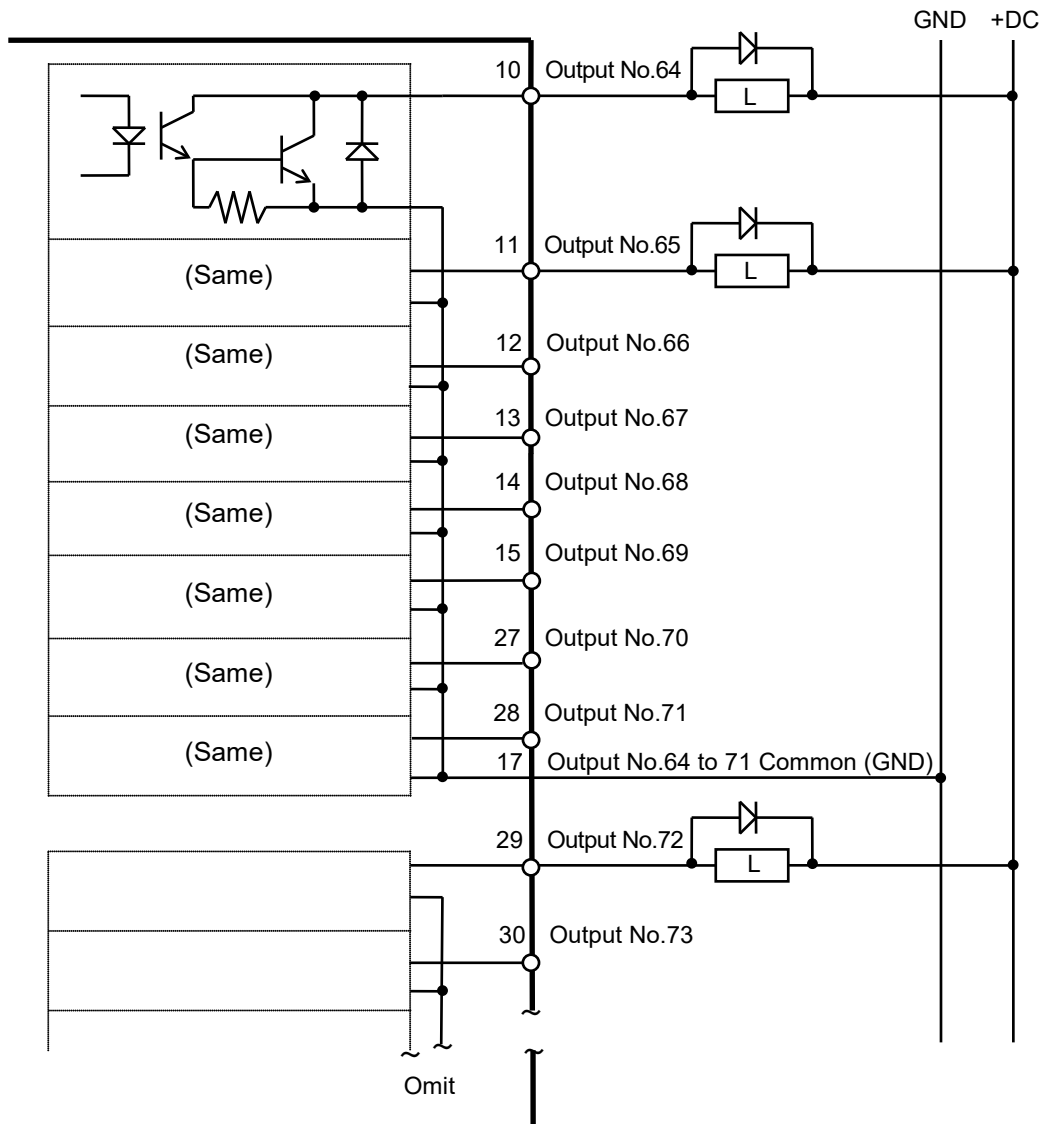 GND +DC
10 Output No.64
L
11 Output No.65
L
(Same)
12 Output No.66
(Same)
13 Output No.67
(Same)
14 Output No.68
(Same)
15 Output No.69
(Same)
27 Output No.70
(Same)
28 Output No.71
(Same)
17 Output No.64 to 71 Common (GND)
29 Output No.72
L
30 Output No.73
Omit